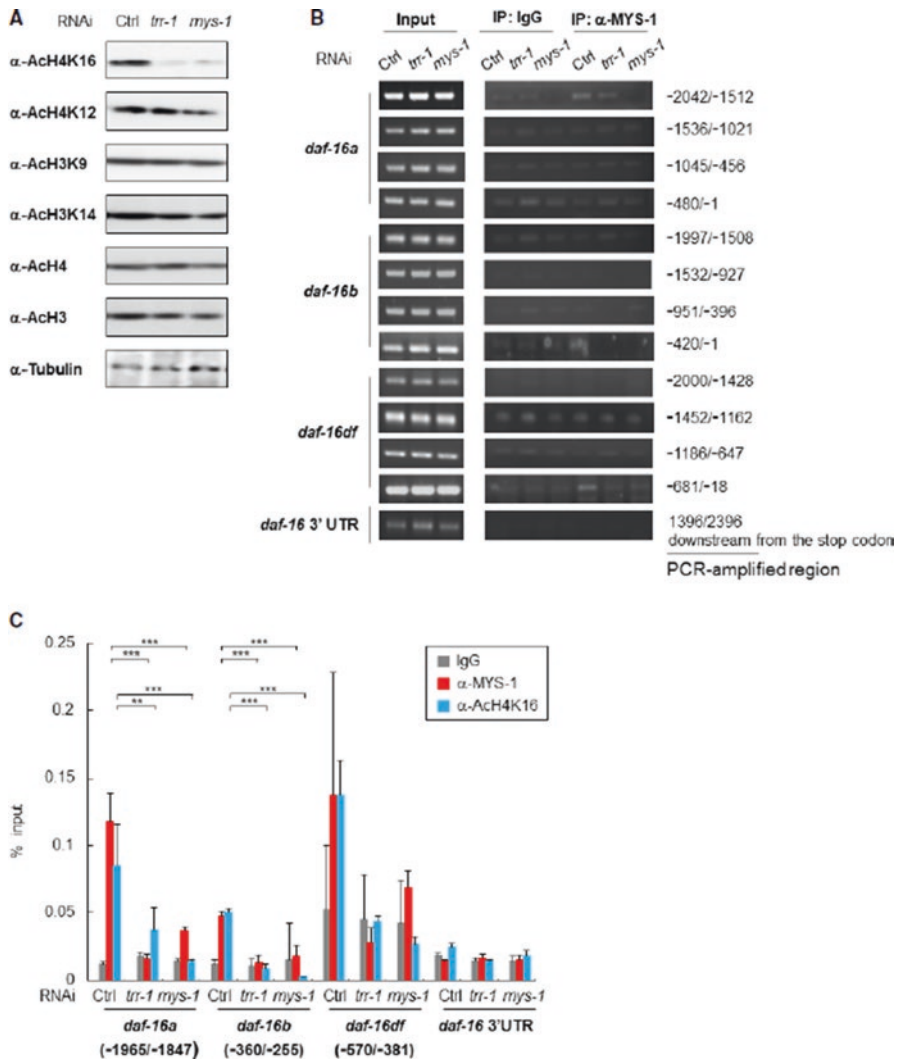 A
RNAi Ctrl trr-1 mys-1
α-AcH4K16
α-AcH4K12
α-AcH3K9
α-AcH3K14
α-AcH4
α-AcH3
α-Tubulin
B
Input IP: IgG IP: α-MYS-1
RNAi Ctrl trr-1 mys-1 Ctrl trr-1 mys-1 Ctrl trr-1 mys-1
daf-16a
-2042/-1512
-1536/-1021
-1045/-456
-480/-1
daf-16b
-1997/-1508
-1532/-927
-951/-396
-420/-1
daf-16df
-2000/-1428
-1452/-1162
-1186/-647
-681/-18
daf-16 3' UTR
1396/2396
downstream from the stop codon
PCR-amplified region
C
% input
0.25
0.2
0.15
0.1
0.05
0
*** *** *** **
*** *** *** ***
IgG
α-MYS-1
α-AcH4K16
RNAi Ctrl trr-1 mys-1 Ctrl trr-1 mys-1 Ctrl trr-1 mys-1 Ctrl trr-1 mys-1
daf-16a daf-16b daf-16df daf-16 3'UTR
(-1965/-1847) (-360/-255) (-570/-381)